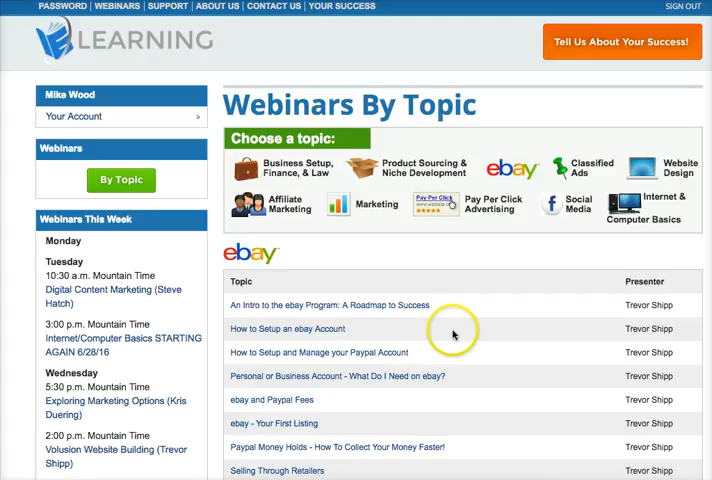 PASSWORD WEBINARS SUPPORT ABOUT US CONTACT US YOUR SUCCESS SIGN OUT
LEARNING
Tell Us About Your Success!
Mike Wood
Your Account »
Webinars
By Topic
Webinars This Week
Monday
Tuesday
10:30 a.m. Mountain Time
Digital Content Marketing (Steve
Hatch)
3:00 p.m. Mountain Time
Internet/Computer Basics STARTING
AGAIN 6/28/16
Wednesday
5:30 p.m. Mountain Time
Exploring Marketing Options (Kris
Duering)
2:00 p.m. Mountain Time
Volusion Website Building (Trevor
Shipp)
Webinars By Topic
Choose a topic:
Business Setup,
Finance, & Law
Product Sourcing &
Niche Development
ebay
Classified
Ads
Website
Design
Affiliate
Marketing
Marketing
Pay Per Click
Pay Per Click
Advertising
Social
Media
Internet &
Computer Basics
ebay
Topic Presenter
An Intro to the ebay Program: A Roadmap to Success Trevor Shipp
How to Setup an ebay Account Trevor Shipp
How to Setup and Manage your Paypal Account Trevor Shipp
Personal or Business Account - What Do I Need on ebay? Trevor Shipp
ebay and Paypal Fees Trevor Shipp
ebay - Your First Listing Trevor Shipp
Paypal Money Holds - How To Collect Your Money Faster! Trevor Shipp
Selling Through Retailers Trevor Shipp